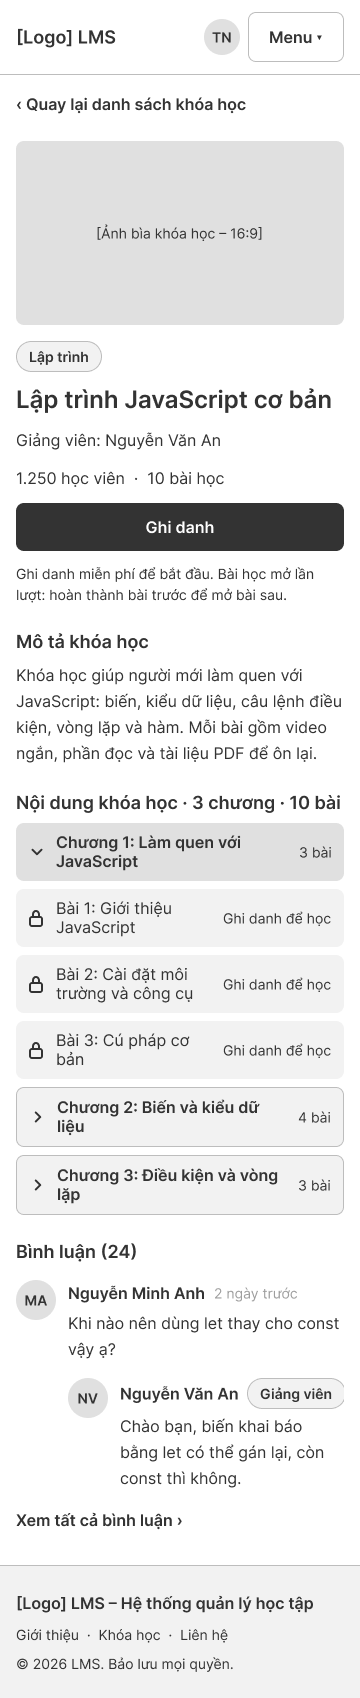 [Logo] LMS
TN
Menu ▾
‹ Quay lại danh sách khóa học
[Ảnh bìa khóa học – 16:9]
Lập trình
Lập trình JavaScript cơ bản
Giảng viên: Nguyễn Văn An
1.250 học viên · 10 bài học
Ghi danh
Ghi danh miễn phí để bắt đầu. Bài học mở lần
lượt: hoàn thành bài trước để mở bài sau.
Mô tả khóa học
Khóa học giúp người mới làm quen với
JavaScript: biến, kiểu dữ liệu, câu lệnh điều
kiện, vòng lặp và hàm. Mỗi bài gồm video
ngắn, phần đọc và tài liệu PDF để ôn lại.
Nội dung khóa học · 3 chương · 10 bài
Chương 1: Làm quen với
JavaScript
3 bài
Bài 1: Giới thiệu
JavaScript
Ghi danh để học
Bài 2: Cài đặt môi
trường và công cụ
Ghi danh để học
Bài 3: Cú pháp cơ
bản
Ghi danh để học
Chương 2: Biến và kiểu dữ
liệu
4 bài
Chương 3: Điều kiện và vòng
lặp
3 bài
Bình luận (24)
MA
Nguyễn Minh Anh 2 ngày trước
Khi nào nên dùng let thay cho const
vậy ạ?
NV
Nguyễn Văn An Giảng viên
Chào bạn, biến khai báo
bằng let có thể gán lại, còn
const thì không.
Xem tất cả bình luận ›
[Logo] LMS – Hệ thống quản lý học tập
Giới thiệu · Khóa học · Liên hệ
© 2026 LMS. Bảo lưu mọi quyền.